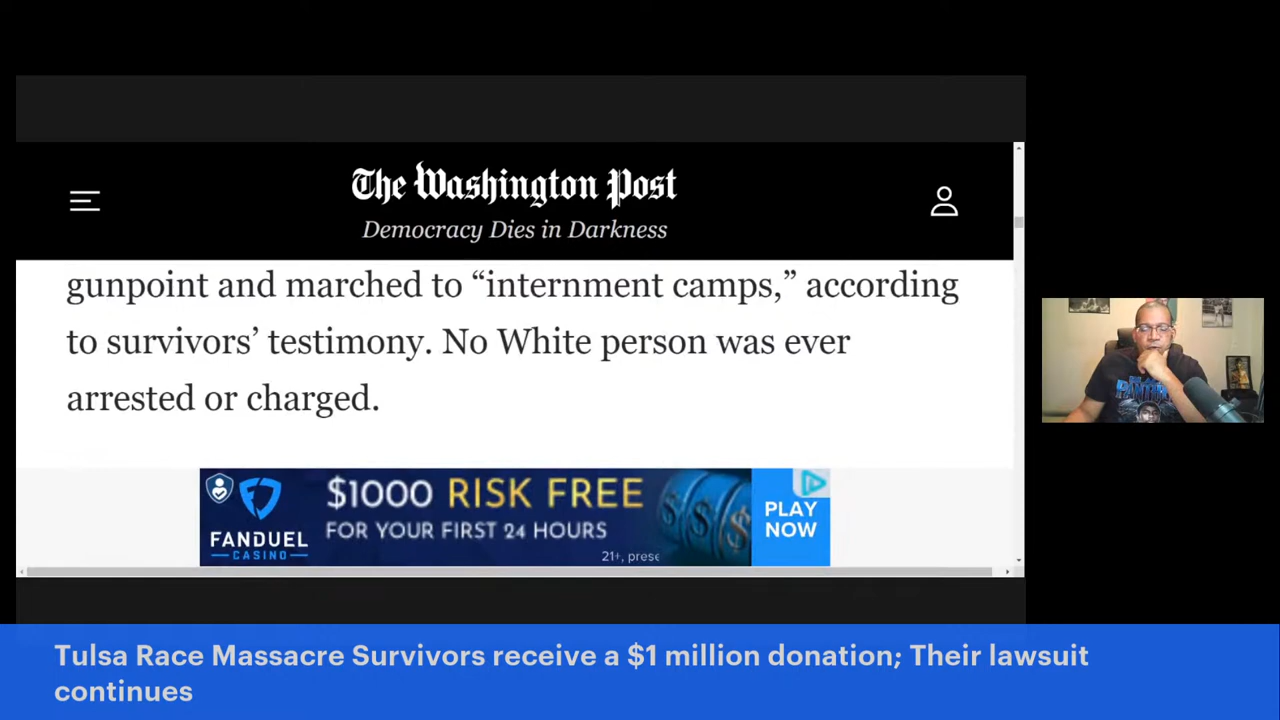 The Washington Post
Democracy Dies in Darkness
gunpoint and marched to “internment camps,” according
to survivors’ testimony. No White person was ever
arrested or charged.
$1000 RISK FREE
FOR YOUR FIRST 24 HOURS
FANDUEL
CASINO
21+, prese
PLAY
NOW
Tulsa Race Massacre Survivors receive a $1 million donation; Their lawsuit
continues